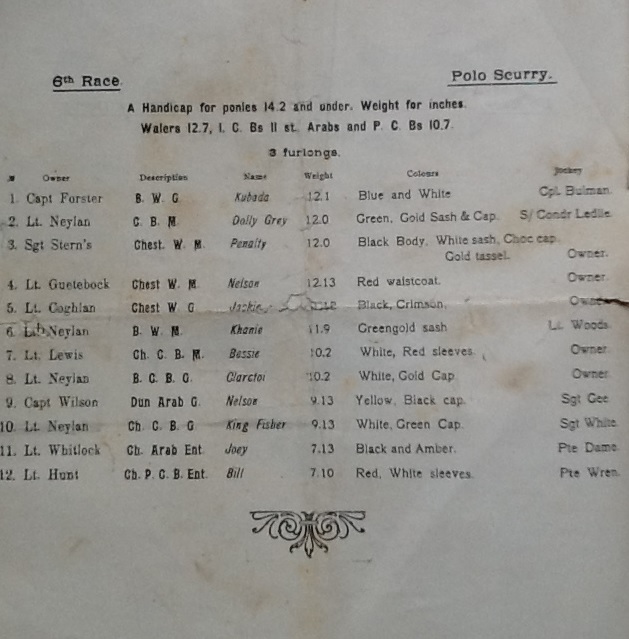 6th Race. Polo Scurry.
A Handicap for ponies 14.2 and under. Weight for inches.
Walers 12.7, I. C. Bs 11 st. Arabs and P. C. Bs 10.7.
3 furlongs.
Owner Description Name Weight Colours Jockey
1. Capt Forster B. W. G. Kubada 12.1 Blue and White Cpl. Bulman.
2. Lt. Neylan C. B. M. Dolly Grey 12.0 Green, Gold Sash & Cap. S/ Condr Ledlie.
3. Sgt Stern's Chest. W. M. Penalty 12.0 Black Body. White sash, Choc cap.
Gold tassel. Owner.
4. Lt. Guetebock Chest W. M. Nelson 12.13 Red waistcoat. Owner.
5. Lt. Coghlan Chest W G Jackie Black, Crimson. Owner
6. Lt. Neylan B. W. M. Khanie 11.9 Greengold sash Lt. Woods
7. Lt. Lewis Ch. C. B. M. Bessie 10.2 White, Red sleeves. Owner.
8. Lt. Neylan B. C. B. G. 10.2 White, Gold Cap. Owner.
9. Capt Wilson Dun Arab G. Nelson 9.13 Yellow, Black cap. Sgt Gee
10. Lt. Neylan Ch. C. B. G King Fisher 9.13 White, Green Cap. Sgt White.
11. Lt. Whitlock Ch. Arab Ent. Joey 7.13 Black and Amber. Pte Dame.
12. Lt. Hunt Ch. P. C. B. Ent. Bill 7.10 Red, White sleeves. Pte Wren.